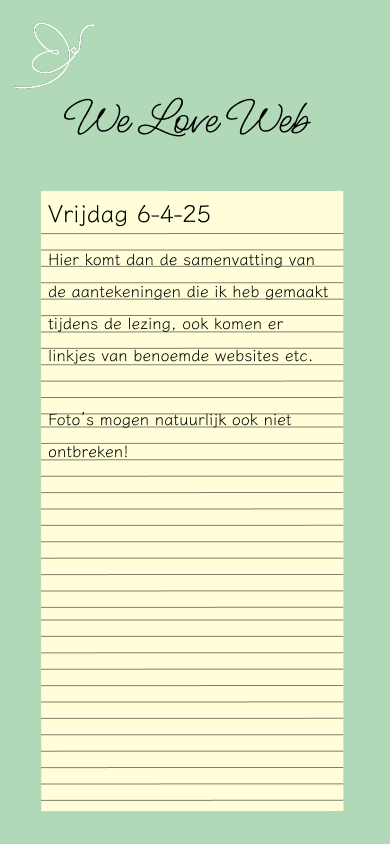 We Love Web
Vrijdag 6-4-25
Hier komt dan de samenvatting van
de aantekeningen die ik heb gemaakt
tijdens de lezing, ook komen er
linkjes van benoemde websites etc.
Foto's mogen natuurlijk ook niet
ontbreken!